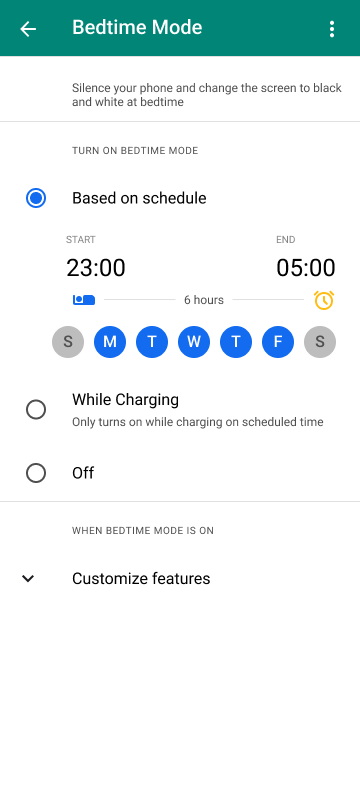 Bedtime Mode
Silence your phone and change the screen to black
and white at bedtime
TURN ON BEDTIME MODE
Based on schedule
START END
23:00 05:00
6 hours
S M T W T F S
While Charging
Only turns on while charging on scheduled time
Off
WHEN BEDTIME MODE IS ON
Customize features